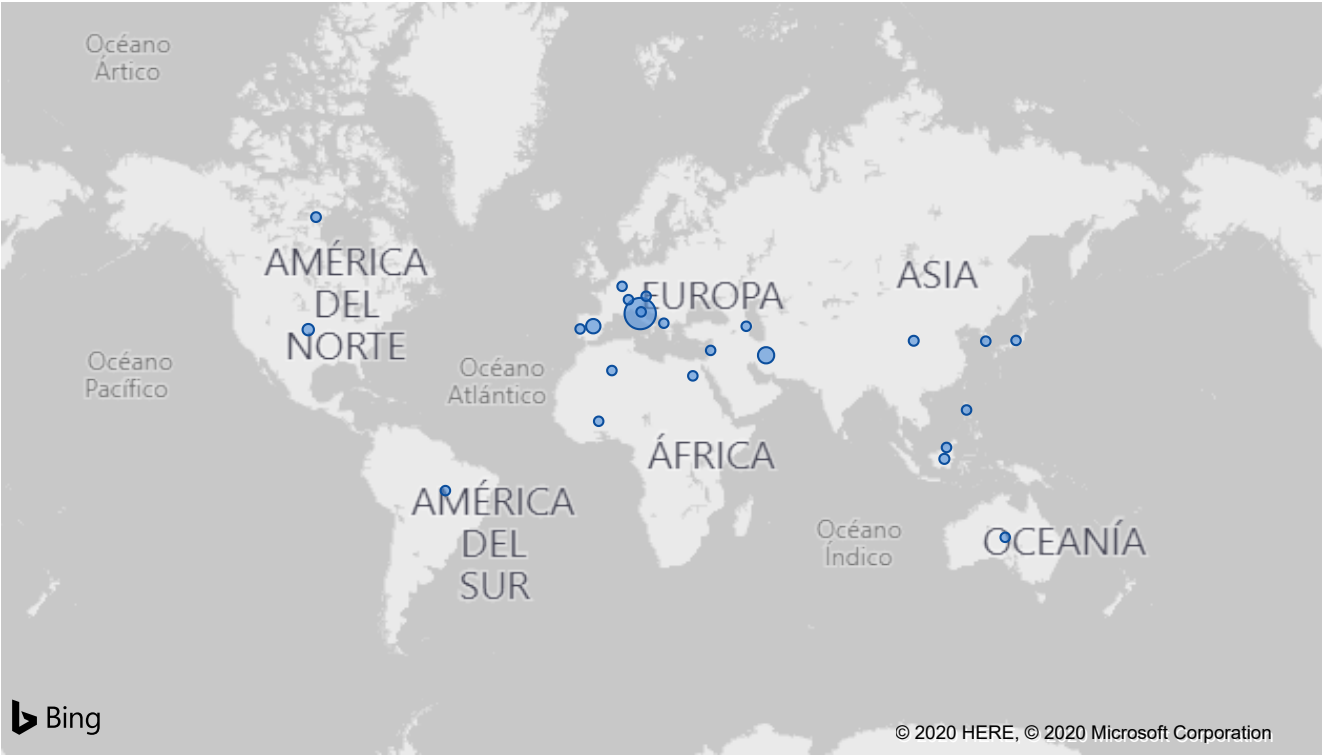 Océano
Ártico
AMÉRICA
DEL
NORTE
EUROPA
ASIA
Océano
Pacífico
Océano
Atlántico
ÁFRICA
AMÉRICA
DEL
SUR
Océano
Índico
OCEANÍA
Bing
© 2020 HERE, © 2020 Microsoft Corporation